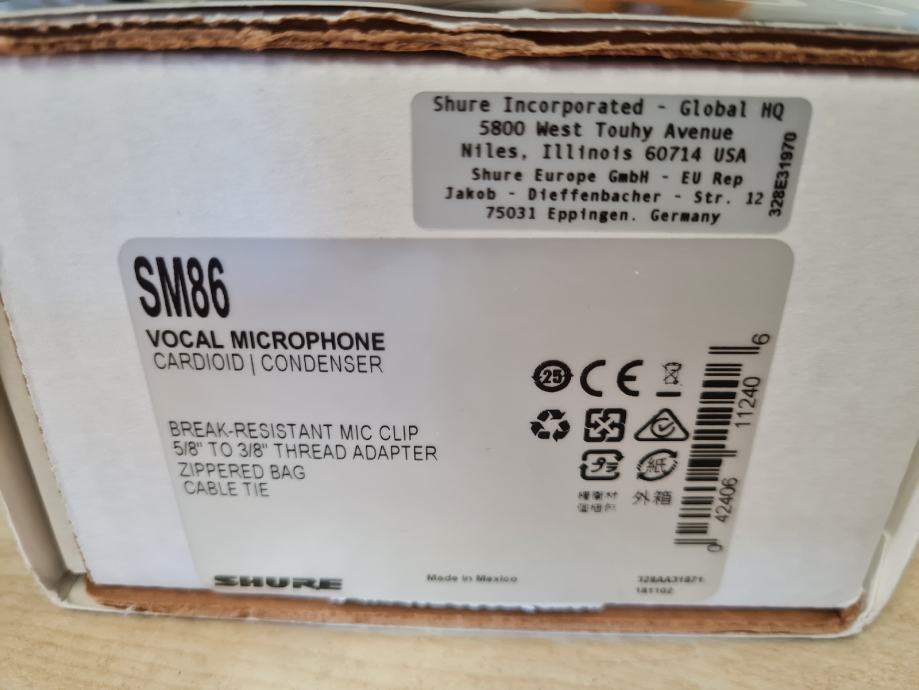 Shure Incorporated - Global HQ
5800 West Touhy Avenue
Niles, Illinois 60714 USA
Shure Europe GmbH - EU Rep
Jakob - Dieffenbacher - Str. 12
75031 Eppingen. Germany
328E31970
SM86
VOCAL MICROPHONE
CARDIOID | CONDENSER
BREAK-RESISTANT MIC CLIP
5/8" TO 3/8" THREAD ADAPTER
ZIPPERED BAG
CABLE TIE
25 CE
紙
外箱
0 42406 11240 6
SHURE
Made in Mexico